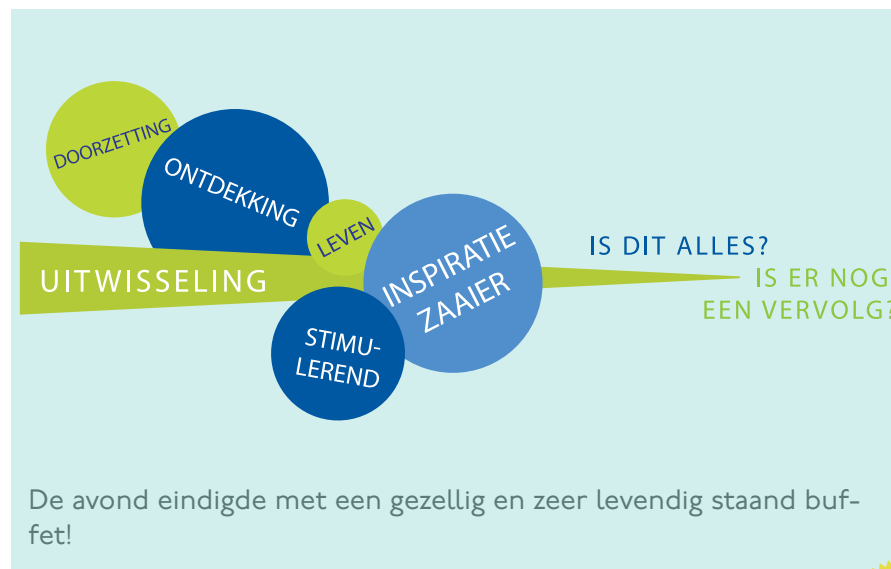 DOORZETTING
ONTDEKKING
LEVEN
UITWISSELING
INSPIRATIE
ZAAIER
STIMU-
LEREND
IS DIT ALLES?
IS ER NOG
EEN VERVOLG?
De avond eindigde met een gezellig en zeer levendig staand buf-
fet!